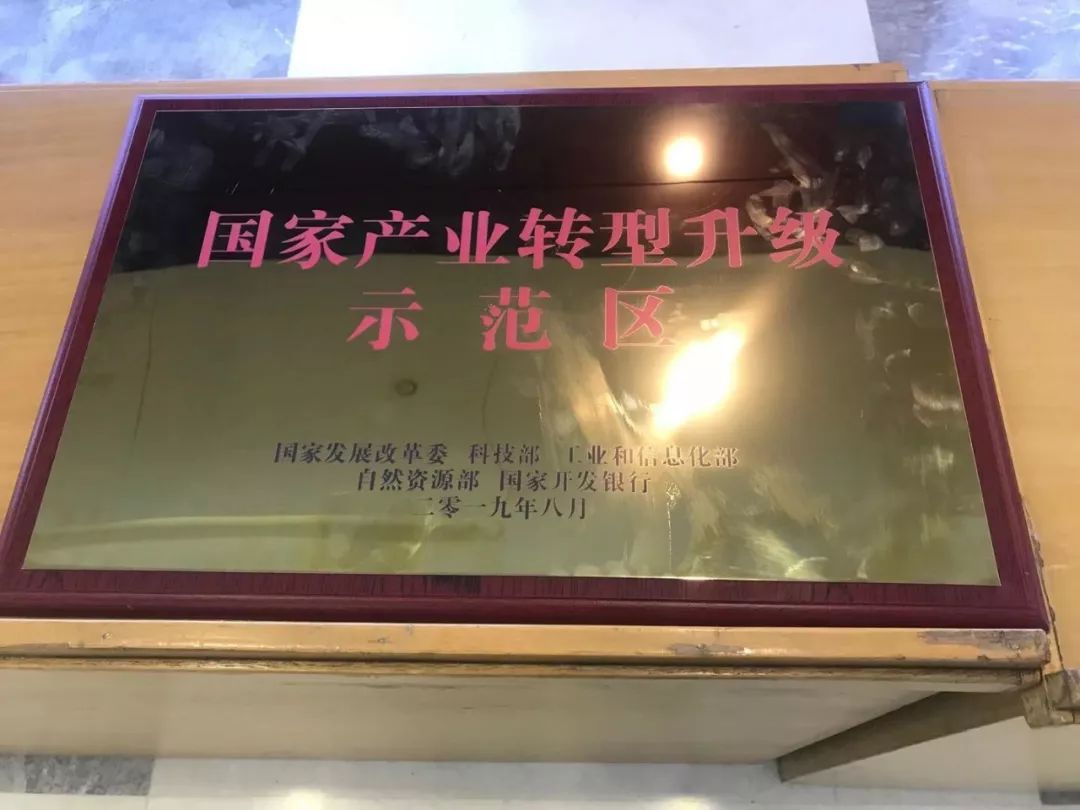 国家产业转型升级
示范区
国家发展改革委 科技部 工业和信息化部
自然资源部 国家开发银行
二零一九年八月